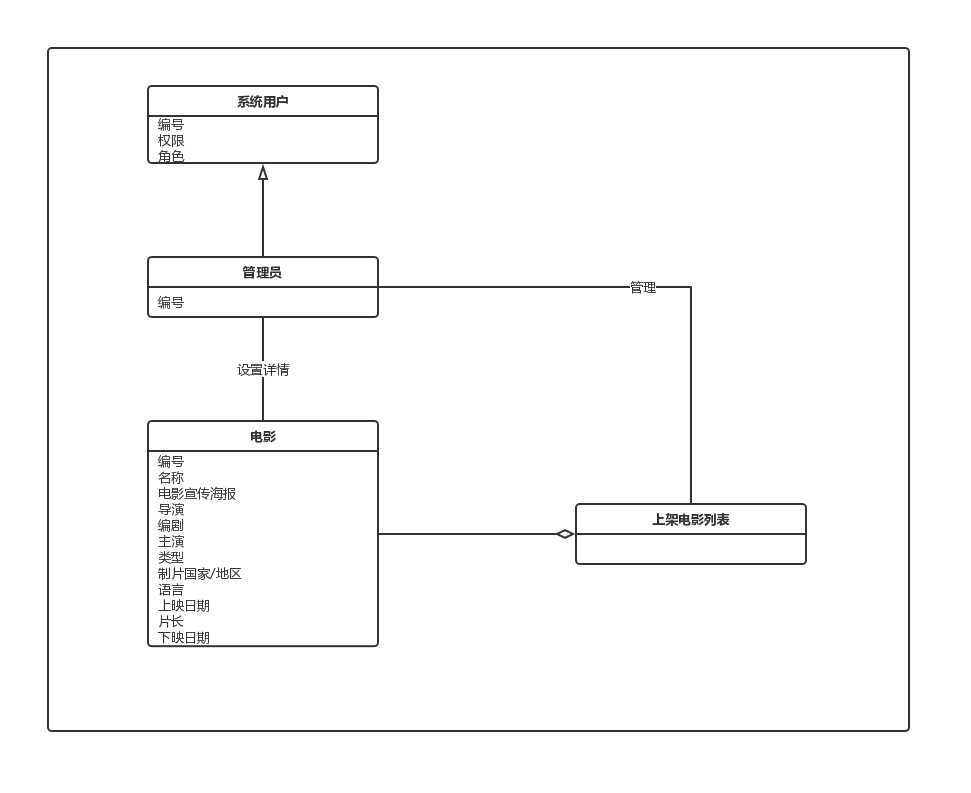 系统用户
编号
权限
角色
管理员
编号
管理
设置详情
电影
编号
名称
电影宣传海报
导演
编剧
主演
类型
制片国家/地区
语言
上映日期
片长
下映日期
上架电影列表